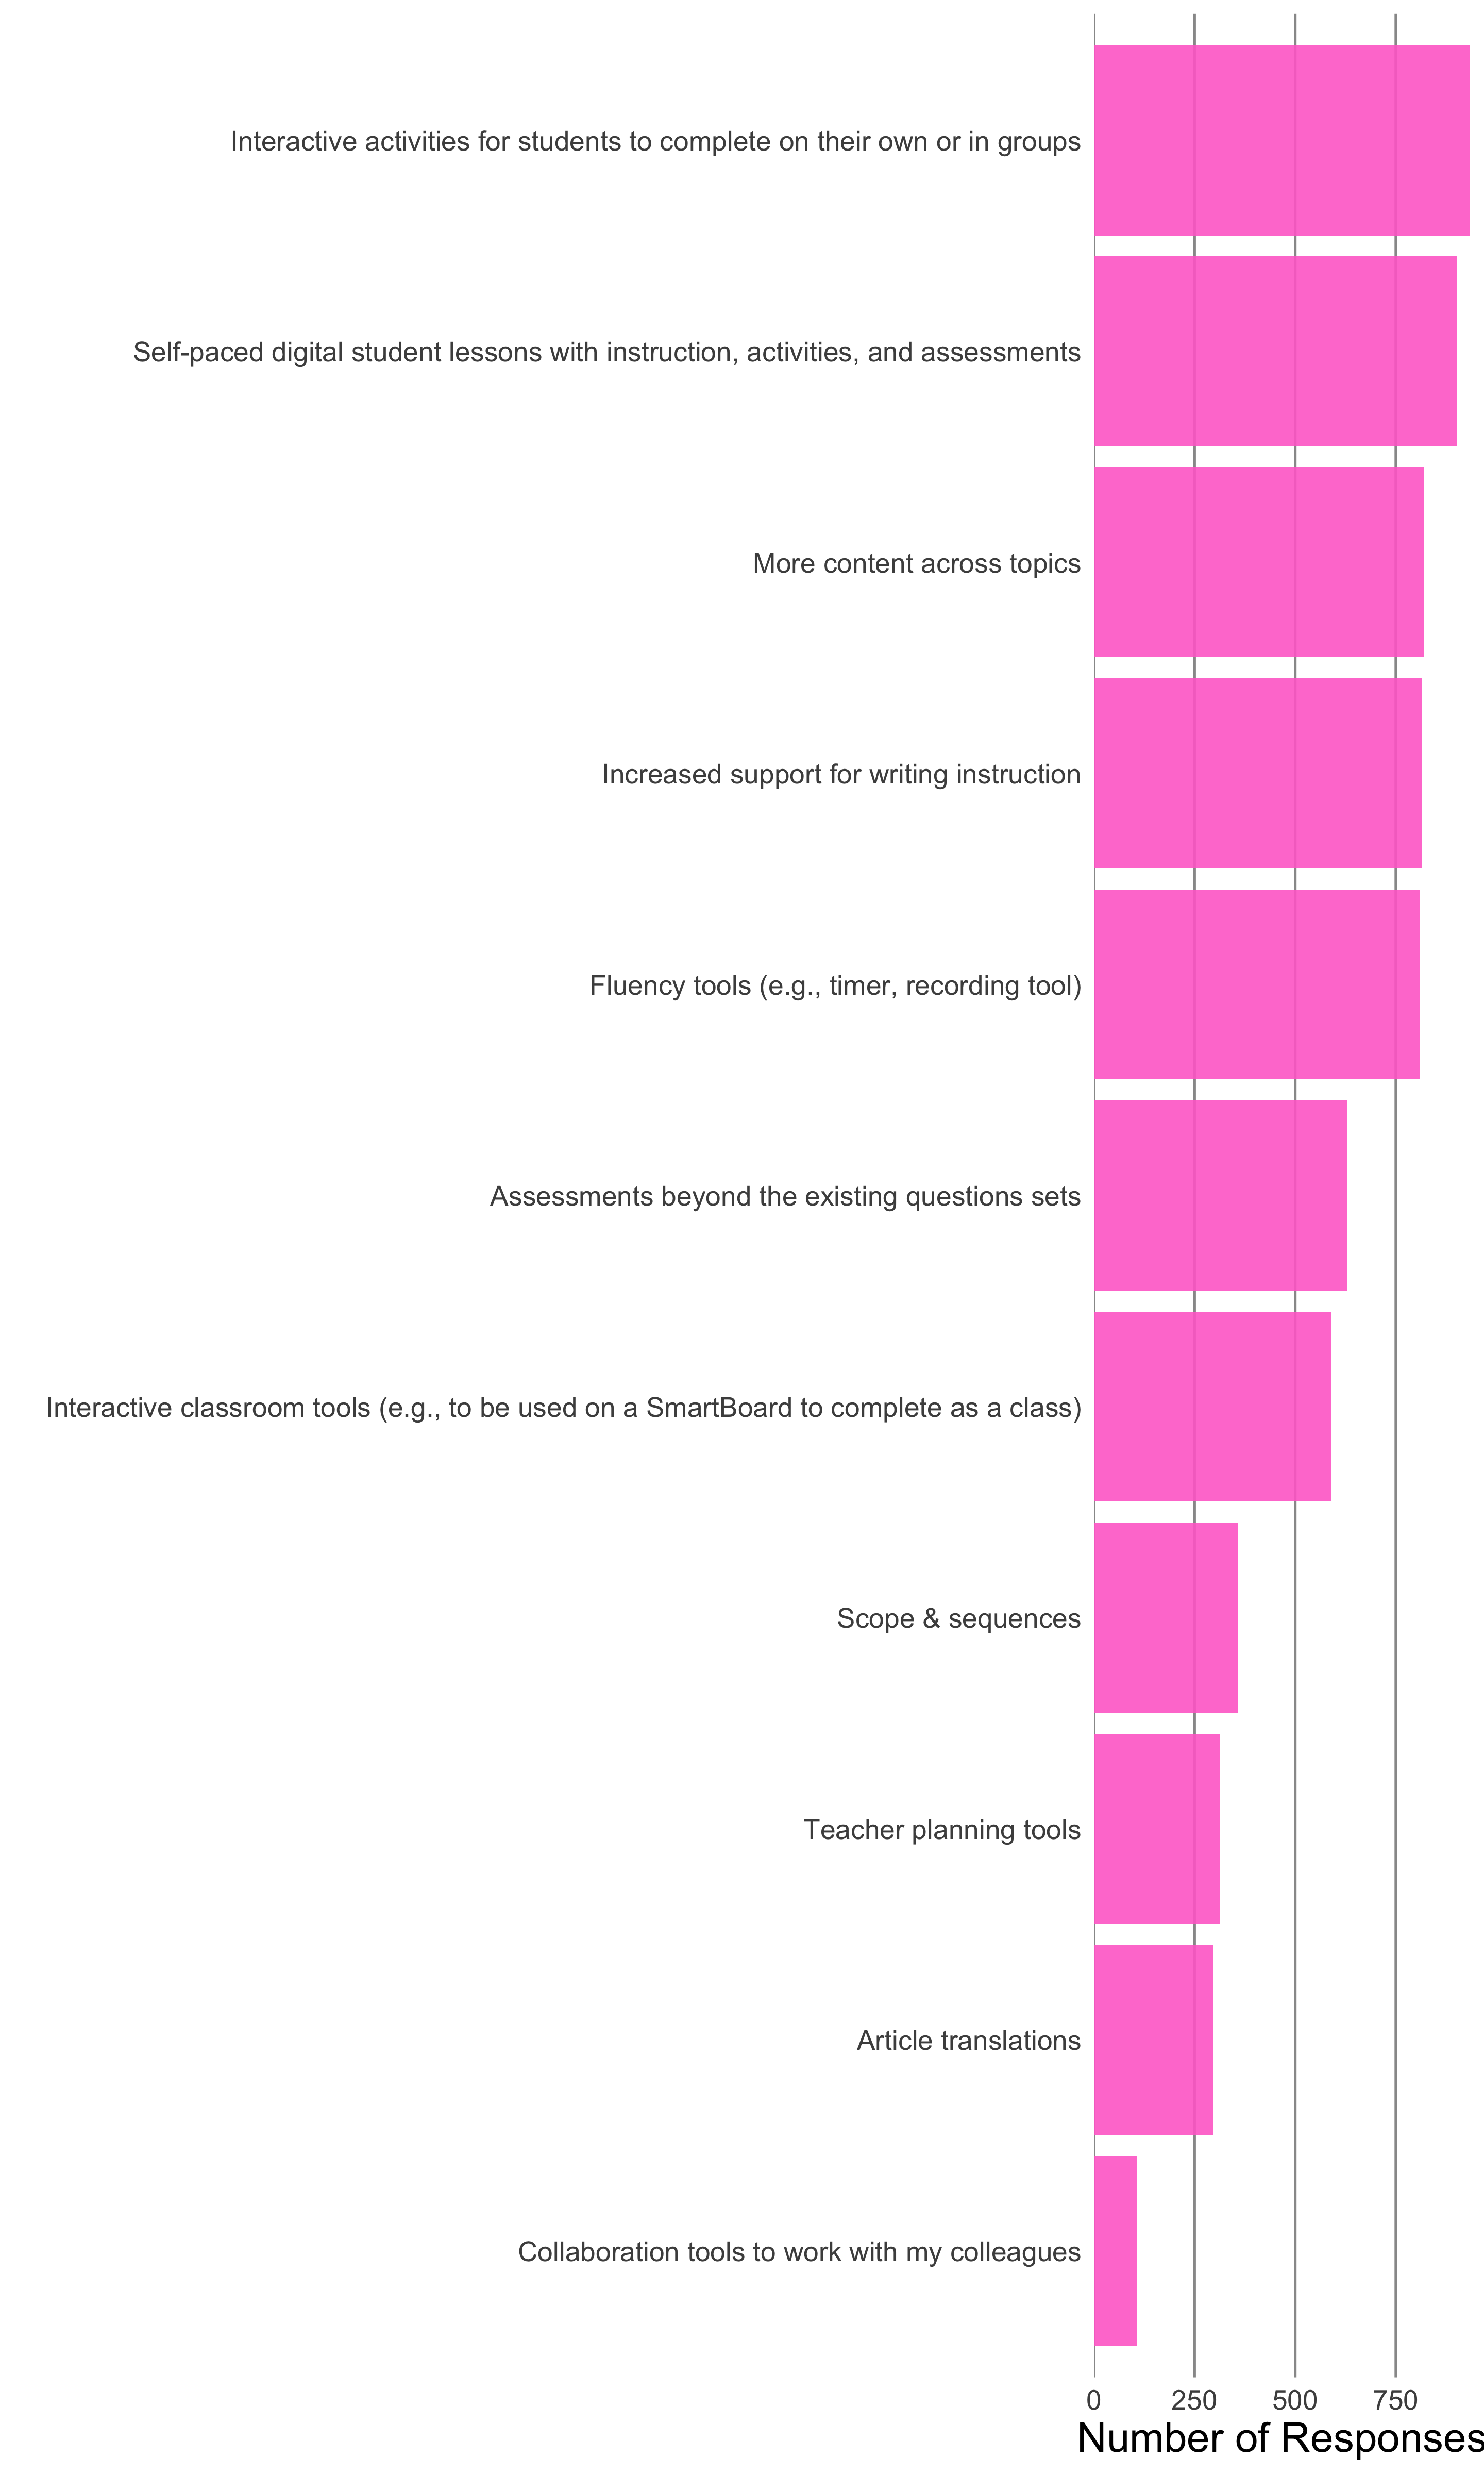 Interactive activities for students to complete on their own or in groups
Self-paced digital student lessons with instruction, activities, and assessments
More content across topics
Increased support for writing instruction
Fluency tools (e.g., timer, recording tool)
Assessments beyond the existing questions sets
Interactive classroom tools (e.g., to be used on a SmartBoard to complete as a class)
Scope & sequences
Teacher planning tools
Article translations
Collaboration tools to work with my colleagues
0 250 500 750
Number of Responses